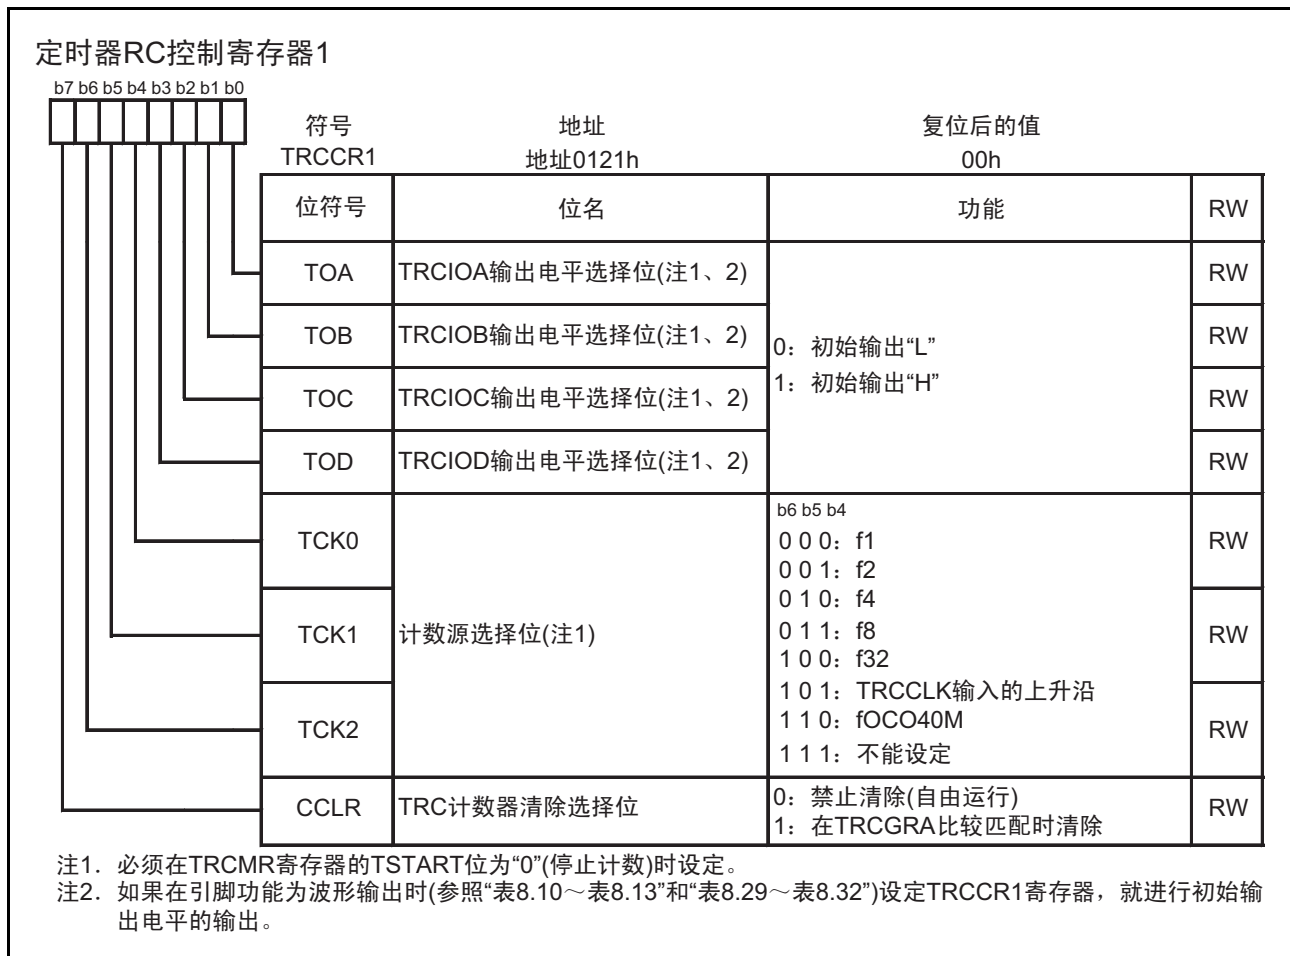 定时器RC控制寄存器1
b7 b6 b5 b4 b3 b2 b1 b0
符号 地址 复位后的值
TRCCR1 地址0121h 00h
位符号 位名 功能 RW
TOA TRCIOA输出电平选择位(注1、2) RW
TOB TRCIOB输出电平选择位(注1、2) RW
0：初始输出“L”
1：初始输出“H”
TOC TRCIOC输出电平选择位(注1、2) RW
TOD TRCIOD输出电平选择位(注1、2) RW
b6 b5 b4
TCK0 0 0 0：f1 RW
0 0 1：f2
0 1 0：f4
TCK1 计数源选择位(注1) 0 1 1：f8 RW
1 0 0：f32
1 0 1：TRCCLK输入的上升沿
TCK2 1 1 0：fOCO40M RW
1 1 1：不能设定
CCLR TRC计数器清除选择位 0：禁止清除(自由运行) RW
1：在TRCGRA比较匹配时清除
注1．必须在TRCMR寄存器的TSTART位为“0”(停止计数)时设定。
注2．如果在引脚功能为波形输出时(参照“表8.10～表8.13”和“表8.29～表8.32”)设定TRCCR1寄存器，就进行初始输
出电平的输出。